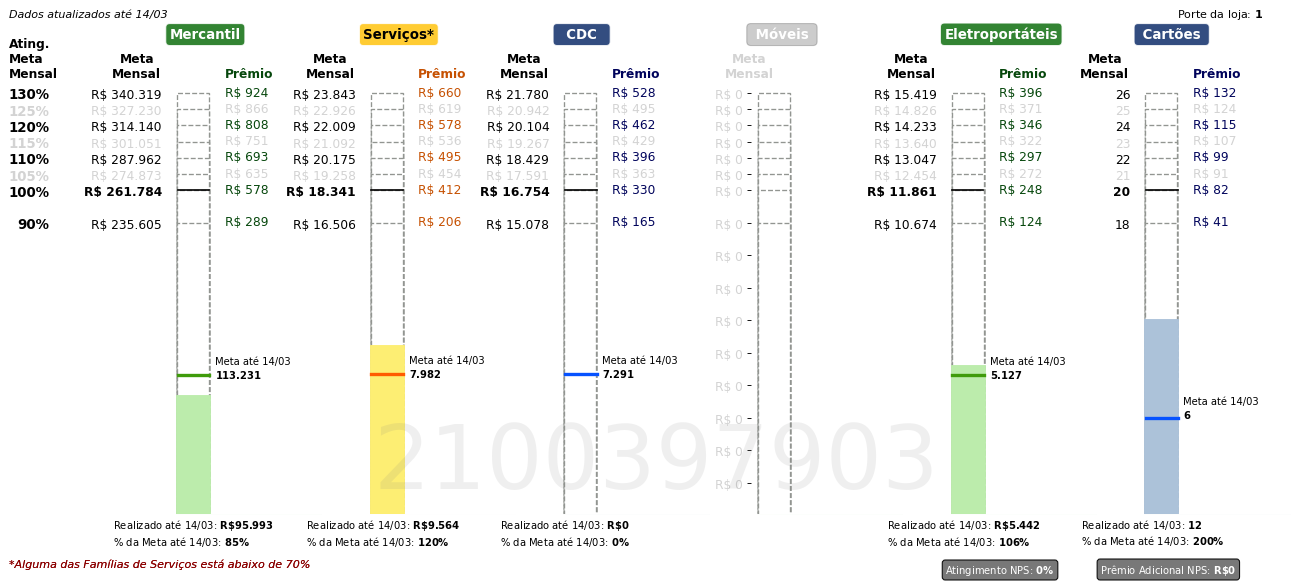 Dados atualizados até 14/03
Porte da loja: 1
Mercantil Serviços* CDC Móveis Eletroportáteis Cartões
Ating.
Meta
Mensal
Meta
Mensal Prêmio Meta
Mensal Prêmio Meta
Mensal Prêmio Meta
Mensal Meta
Mensal Prêmio Meta
Mensal Prêmio
130% R$ 340.319 R$ 924 R$ 23.843 R$ 660 R$ 21.780 R$ 528 R$ 0 R$ 15.419 R$ 396 26 R$ 132
125% R$ 327.230 R$ 866 R$ 22.926 R$ 619 R$ 20.942 R$ 495 R$ 0 R$ 14.826 R$ 371 25 R$ 124
120% R$ 314.140 R$ 808 R$ 22.009 R$ 578 R$ 20.104 R$ 462 R$ 0 R$ 14.233 R$ 346 24 R$ 115
115% R$ 301.051 R$ 751 R$ 21.092 R$ 536 R$ 19.267 R$ 429 R$ 0 R$ 13.640 R$ 322 23 R$ 107
110% R$ 287.962 R$ 693 R$ 20.175 R$ 495 R$ 18.429 R$ 396 R$ 0 R$ 13.047 R$ 297 22 R$ 99
105% R$ 274.873 R$ 635 R$ 19.258 R$ 454 R$ 17.591 R$ 363 R$ 0 R$ 12.454 R$ 272 21 R$ 91
100% R$ 261.784 R$ 578 R$ 18.341 R$ 412 R$ 16.754 R$ 330 R$ 0 R$ 11.861 R$ 248 20 R$ 82
90% R$ 235.605 R$ 289 R$ 16.506 R$ 206 R$ 15.078 R$ 165 R$ 0 R$ 10.674 R$ 124 18 R$ 41
R$ 0
R$ 0
R$ 0
R$ 0
R$ 0
R$ 0
R$ 0
R$ 0
Meta até 14/03
113.231
Meta até 14/03
7.982
Meta até 14/03
7.291
Meta até 14/03
5.127
Meta até 14/03
6
2100397903
Realizado até 14/03: R$95.993
% da Meta até 14/03: 85%
Realizado até 14/03: R$9.564
% da Meta até 14/03: 120%
Realizado até 14/03: R$0
% da Meta até 14/03: 0%
Realizado até 14/03: R$5.442
% da Meta até 14/03: 106%
Realizado até 14/03: 12
% da Meta até 14/03: 200%
*Alguma das Famílias de Serviços está abaixo de 70%
Atingimento NPS: 0%
Prêmio Adicional NPS: R$0